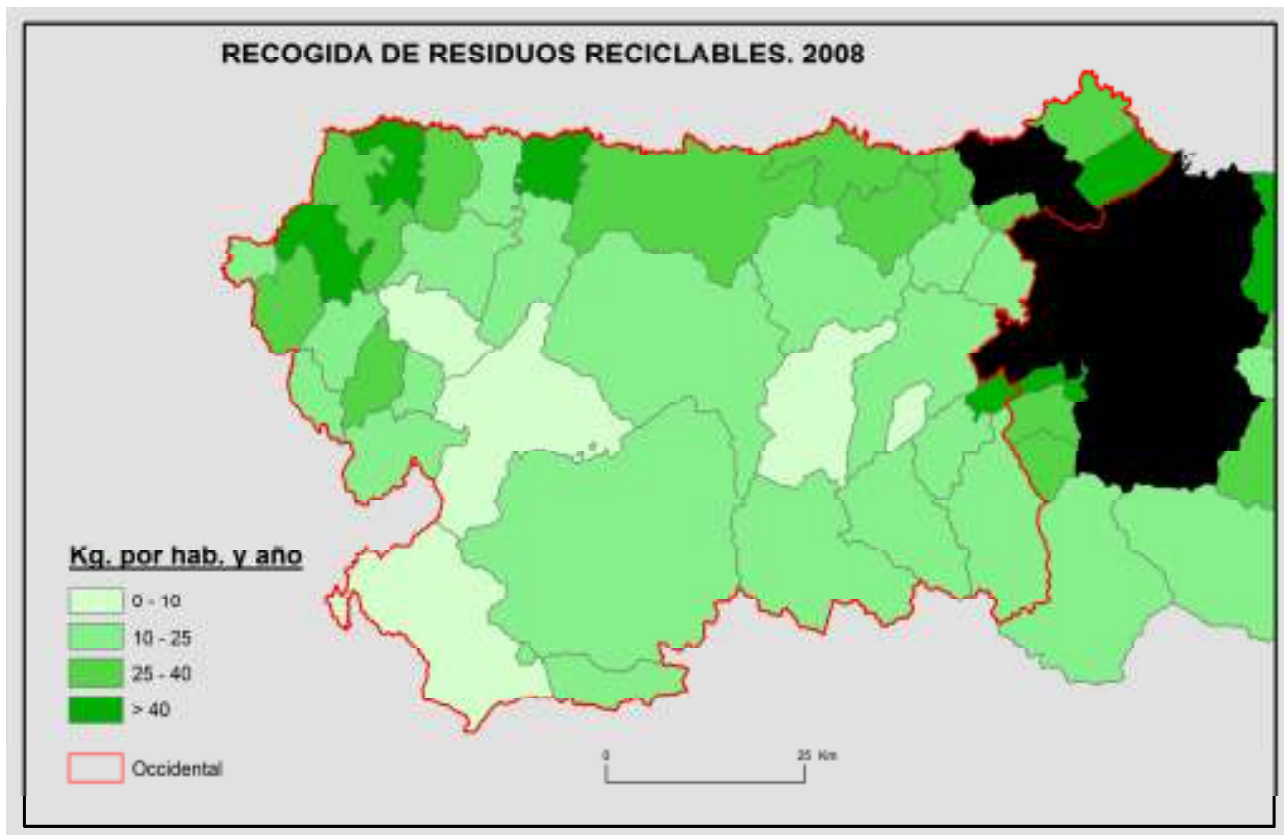 RECOGIDA DE RESIDUOS RECICLABLES. 2008
Kg. por hab. y año
0 - 10
10 - 25
25 - 40
> 40
Occidental
0 25 Km